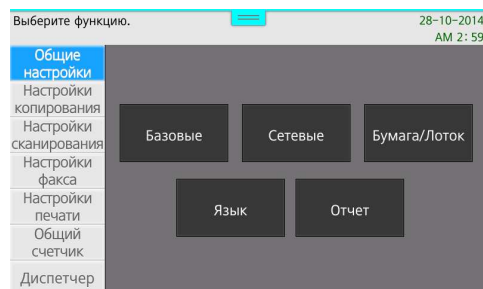 Выберите функцию.
28-10-2014
AM 2:59
Общие
настройки
Настройки
копирования
Настройки
сканирования
Настройки
факса
Настройки
печати
Общий
счетчик
Диспетчер
Базовые
Сетевые
Бумага/Лоток
Язык
Отчет